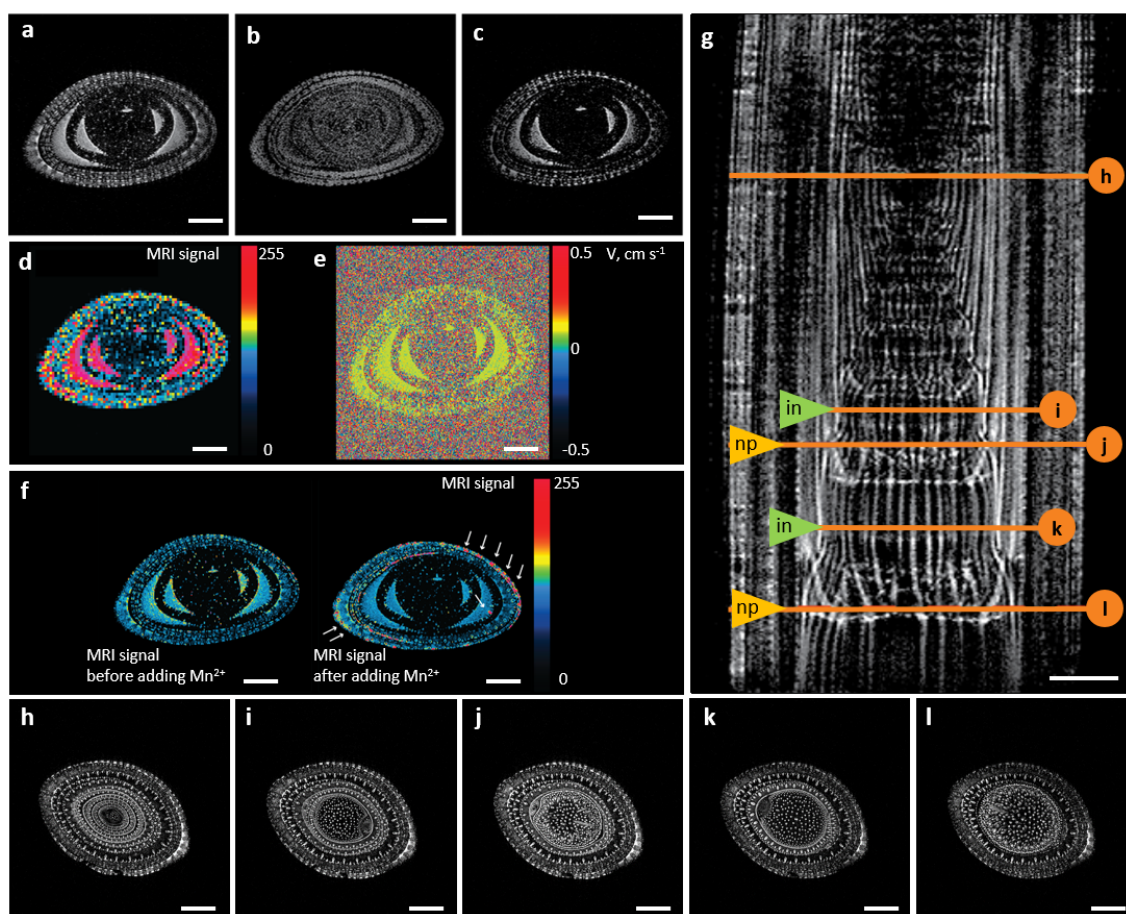 a
b
c
g
h
d
MRI signal
255
0
e
0.5
V, cm s⁻¹
0
-0.5
in
i
np
j
f
MRI signal
255
0
MRI signal
before adding Mn²⁺
MRI signal
after adding Mn²⁺
in
k
np
l
h
i
j
k
l